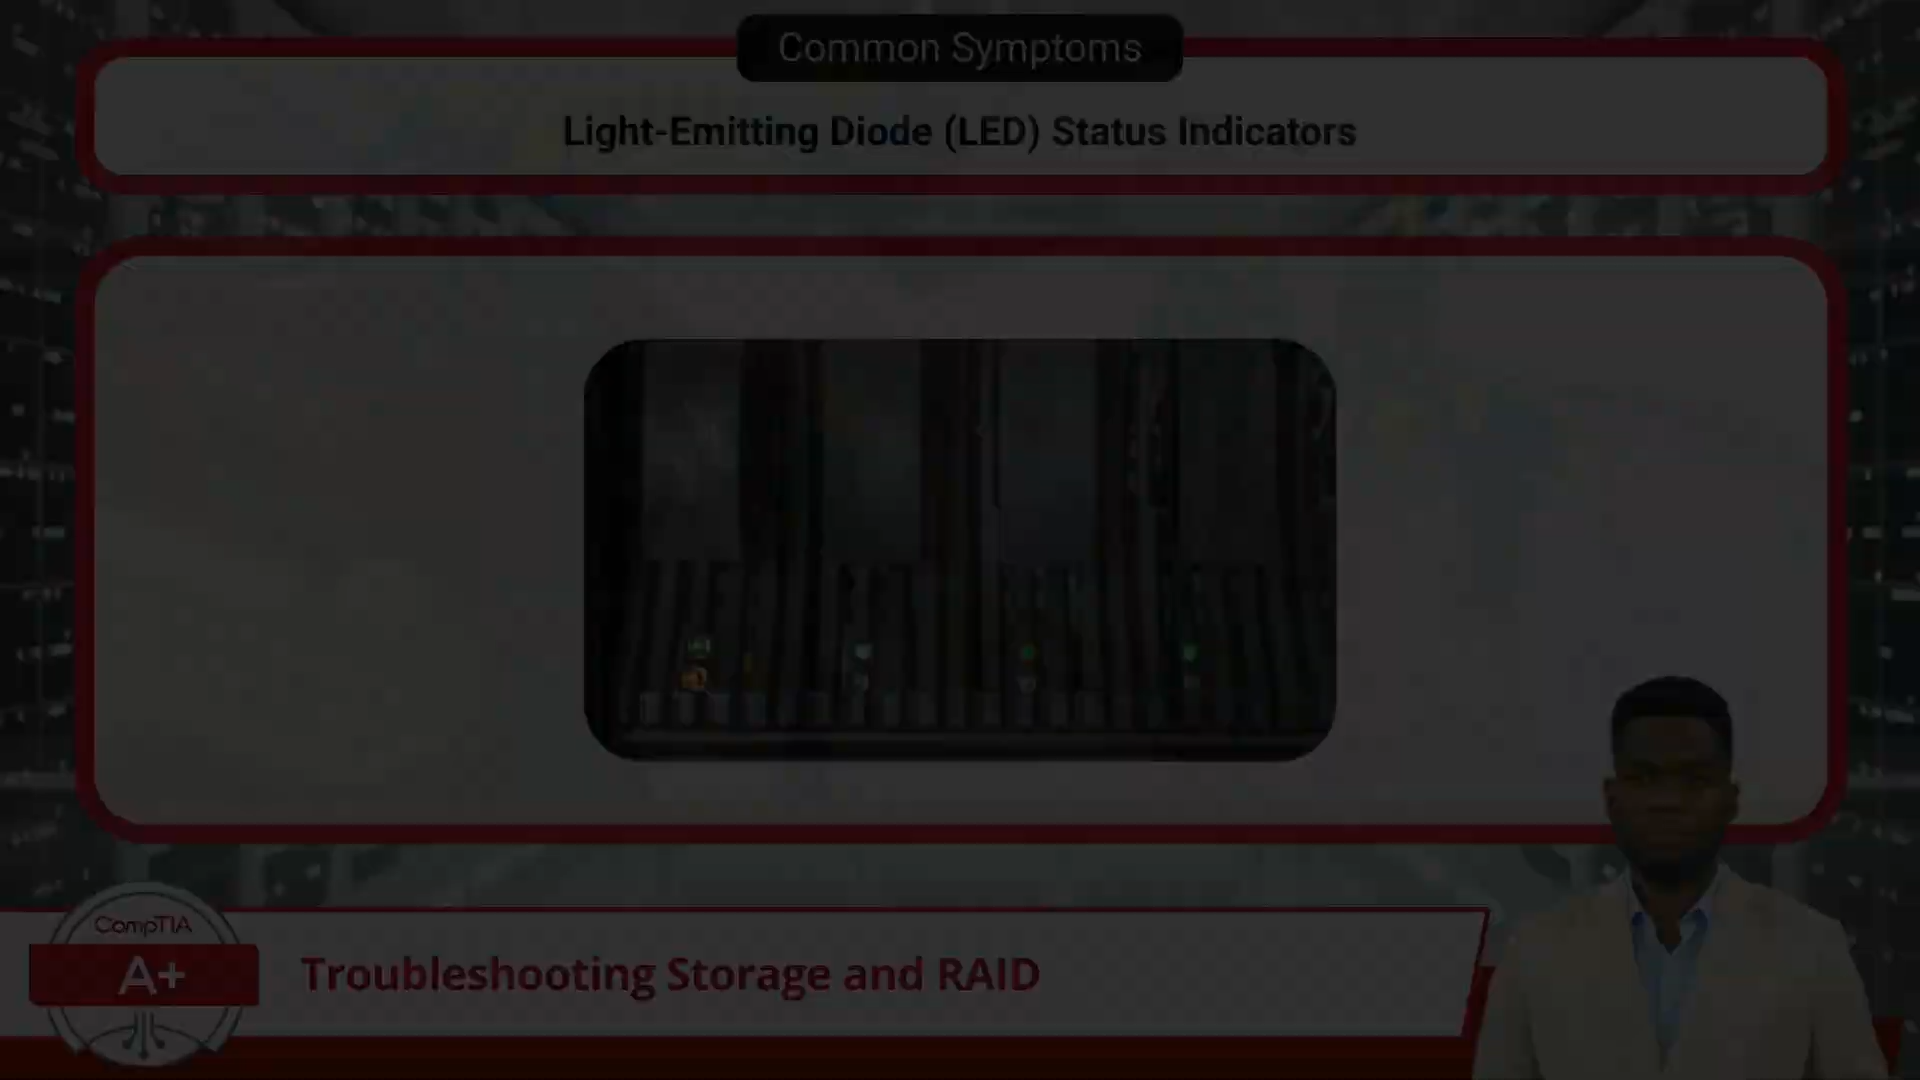 Common Symptoms
Light-Emitting Diode (LED) Status Indicators
CompTIA
A+
Troubleshooting Storage and RAID